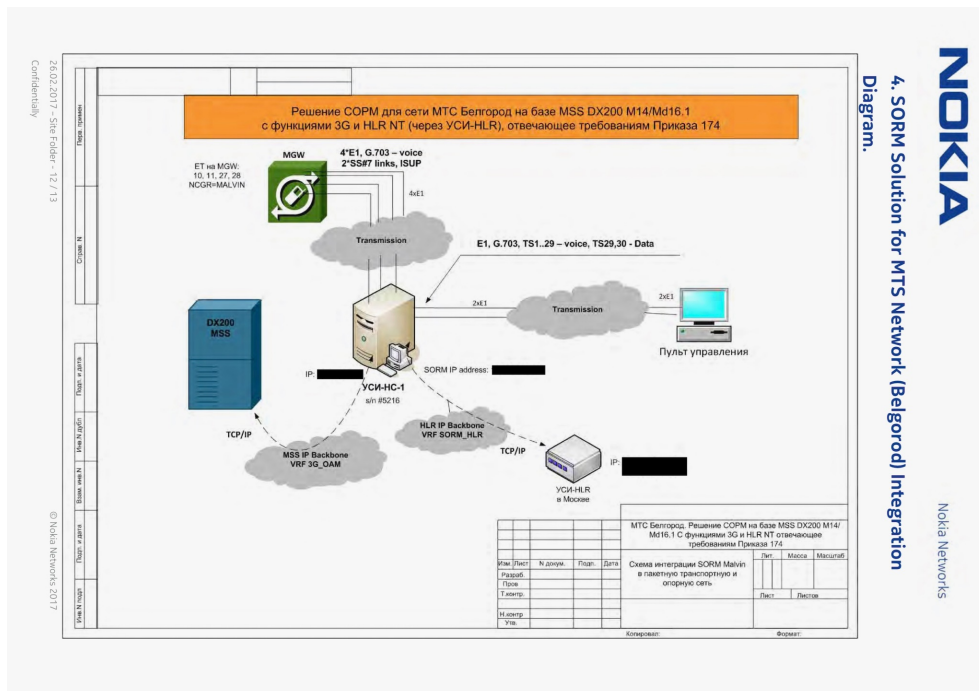 NOKIA
Nokia Networks
4. SORM Solution for MTS Network (Belgorod) Integration
Diagram.
Решение СОРМ для сети МТС Белгород на базе MSS DX200 M14/Md16.1
с функциями 3G и HLR NT (через УСИ-HLR), отвечающее требованиям Приказа 174
MGW
4*E1, G.703 – voice
2*SS#7 links, ISUP
ET на MGW:
10, 11, 27, 28
NCGR=MALVIN
4xE1
Transmission
E1, G.703, TS1..29 – voice, TS29,30 - Data
2xE1
Transmission
2xE1
Пульт управления
DX200
MSS
IP:
SORM IP address:
УСИ-НС-1
s/n #5216
TCP/IP
MSS IP Backbone
VRF 3G_OAM
HLR IP Backbone
VRF SORM_HLR
TCP/IP
IP:
УСИ-HLR
в Москве
МТС Белгород. Решение СОРМ на базе MSS DX200 M14/
Md16.1 С функциями 3G и HLR NT отвечающее
требованиям Приказа 174
Изм. Лист N докум. Подп. Дата
Разраб.
Пров
Т.контр.
Н.контр
Утв.
Схема интеграции SORM Malvin
в пакетную транспортную и
опорную сеть
Лит. Масса Масштаб
Лист Листов
Копировал: Формат:
Перв. примен
Справ. N
Подп. и дата
Инв.N дубл
Взам. инв.N
Подп. и дата
Инв.N подл
26.02.2017 – Site Folder - 12 / 13
Confidentially
© Nokia Networks 2017